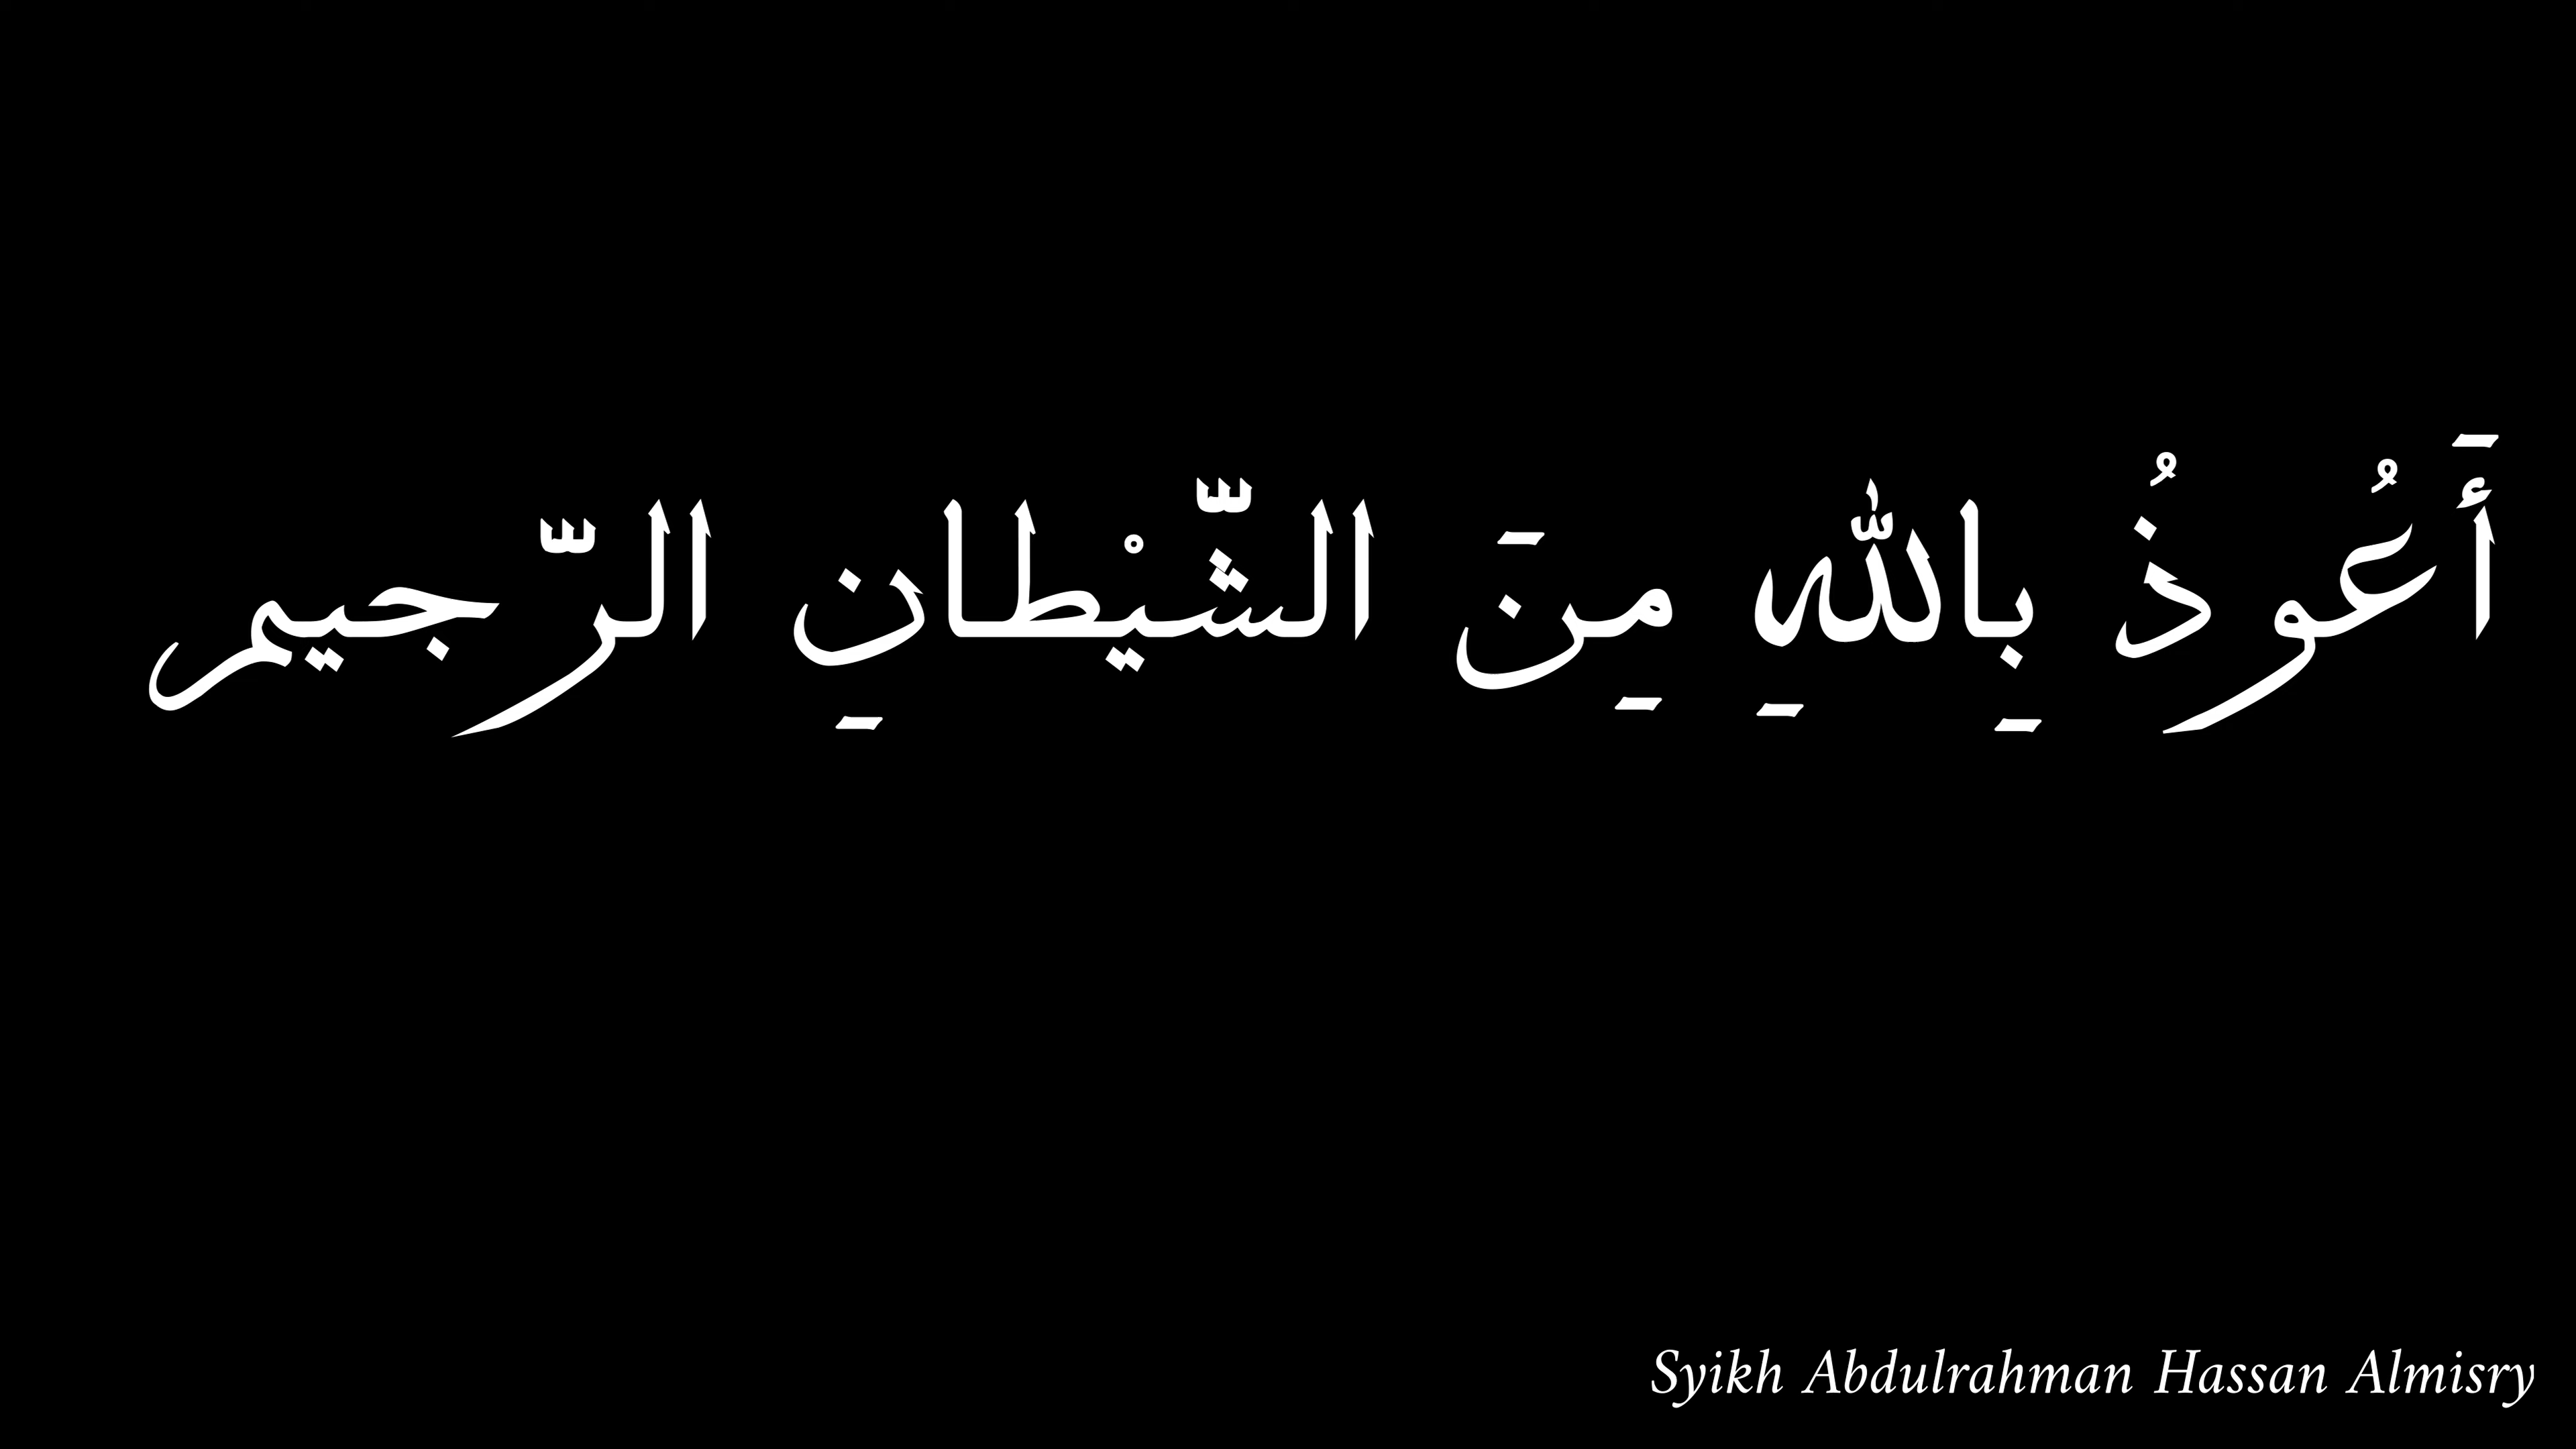 أَعُوذُ بِاللهِ مِنَ الشّيْطانِ الرّجيم
Syikh Abdulrahman Hassan Almisry